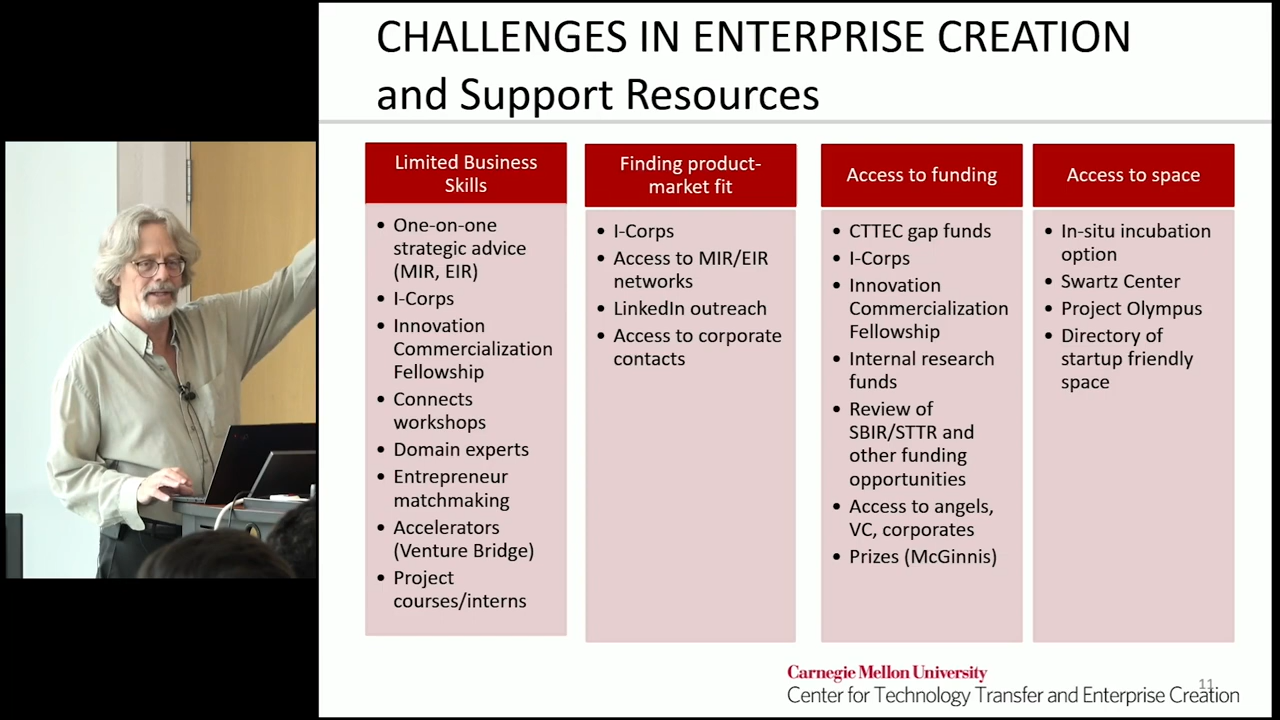 CHALLENGES IN ENTERPRISE CREATION
and Support Resources
Limited Business
Skills
• One-on-one
strategic advice
(MIR, EIR)
• I-Corps
• Innovation
Commercialization
Fellowship
• Connects
workshops
• Domain experts
• Entrepreneur
matchmaking
• Accelerators
(Venture Bridge)
• Project
courses/interns
Finding product-
market fit
• I-Corps
• Access to MIR/EIR
networks
• LinkedIn outreach
• Access to corporate
contacts
Access to funding
• CTTEC gap funds
• I-Corps
• Innovation
Commercialization
Fellowship
• Internal research
funds
• Review of
SBIR/STTR and
other funding
opportunities
• Access to angels,
VC, corporates
• Prizes (McGinnis)
Access to space
• In-situ incubation
option
• Swartz Center
• Project Olympus
• Directory of
startup friendly
space
Carnegie Mellon University
Center for Technology Transfer and Enterprise Creation
11